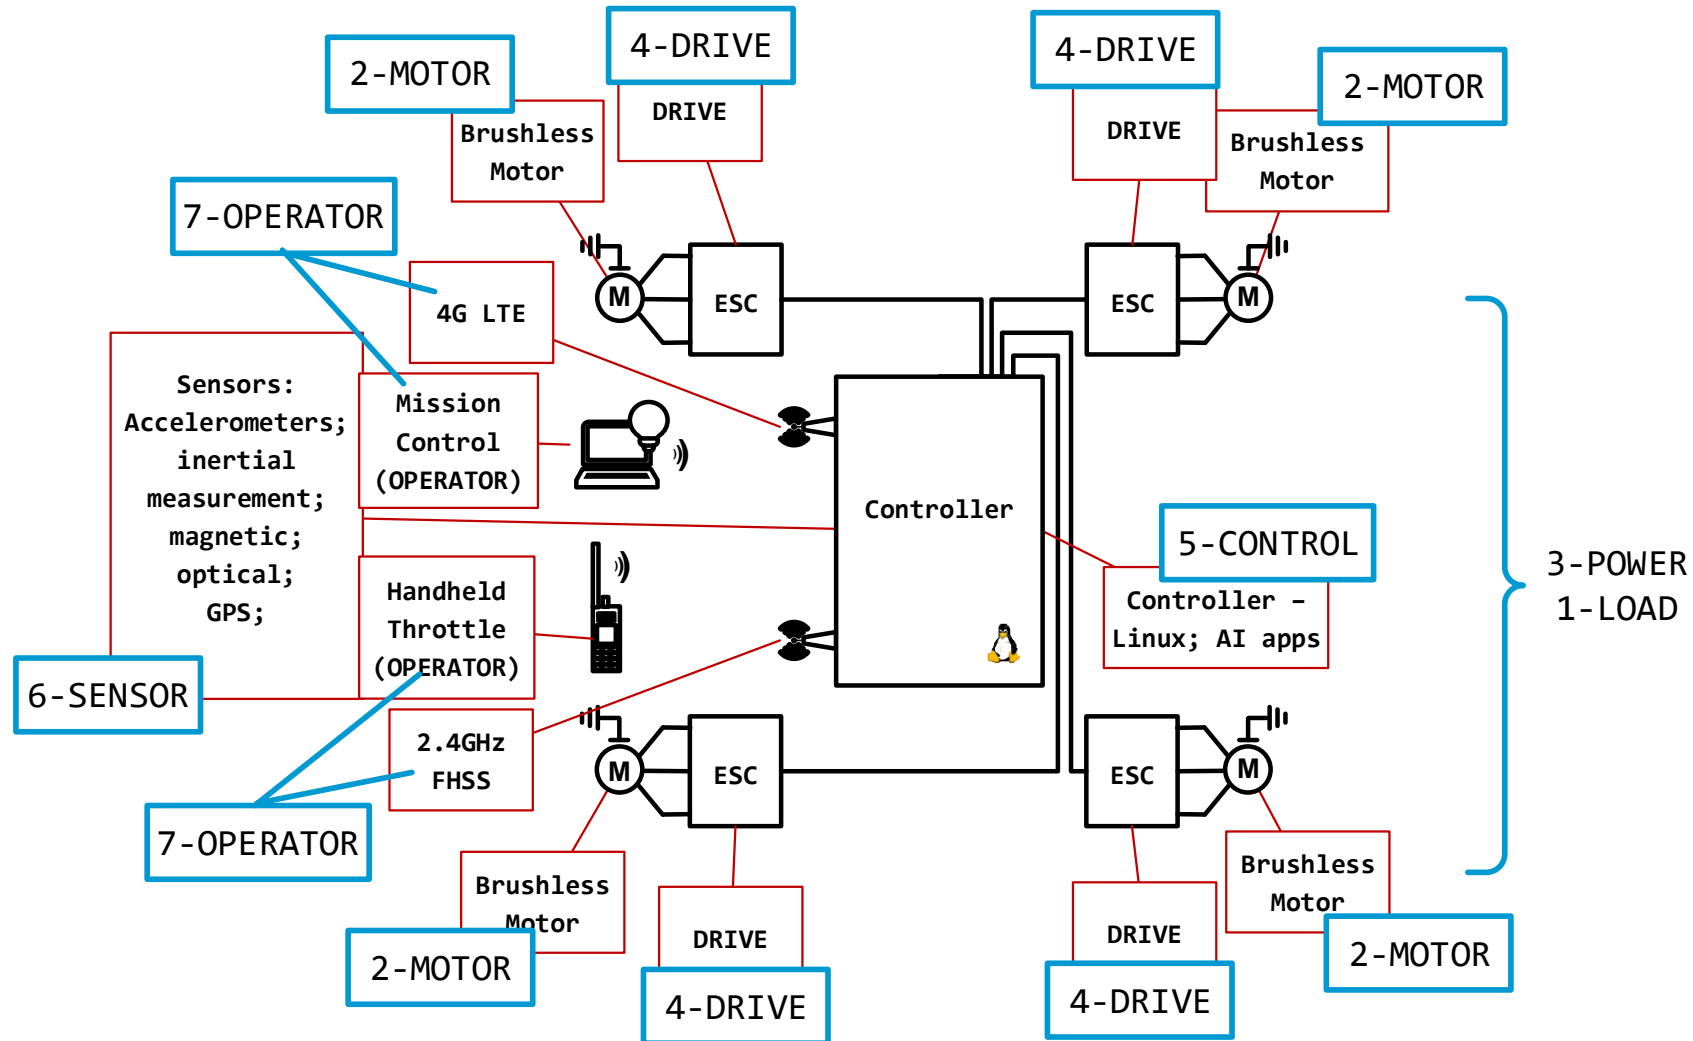 4-DRIVE
4-DRIVE
2-MOTOR
2-MOTOR
DRIVE
DRIVE
Brushless
Motor
Brushless
Motor
7-OPERATOR
M
ESC
ESC
M
4G LTE
Sensors:
Accelerometers;
inertial
measurement;
magnetic;
optical;
GPS;
Mission
Control
(OPERATOR)
Controller
5-CONTROL
3-POWER
1-LOAD
Handheld
Throttle
(OPERATOR)
Controller –
Linux; AI apps
6-SENSOR
2.4GHz
FHSS
M
ESC
ESC
M
7-OPERATOR
Brushless
Motor
Brushless
Motor
DRIVE
DRIVE
2-MOTOR
2-MOTOR
4-DRIVE
4-DRIVE